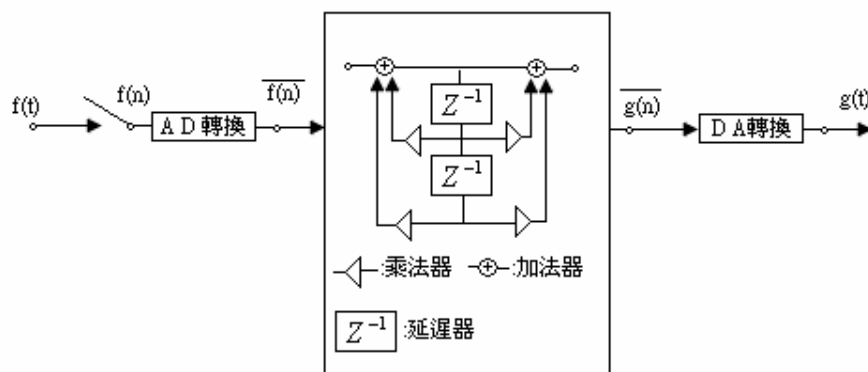 f(t)
f(n)
ＡＤ轉換
f(n)
Z⁻¹
Z⁻¹
:乘法器
:加法器
Z⁻¹
:延遲器
g(n)
ＤＡ轉換
g(t)